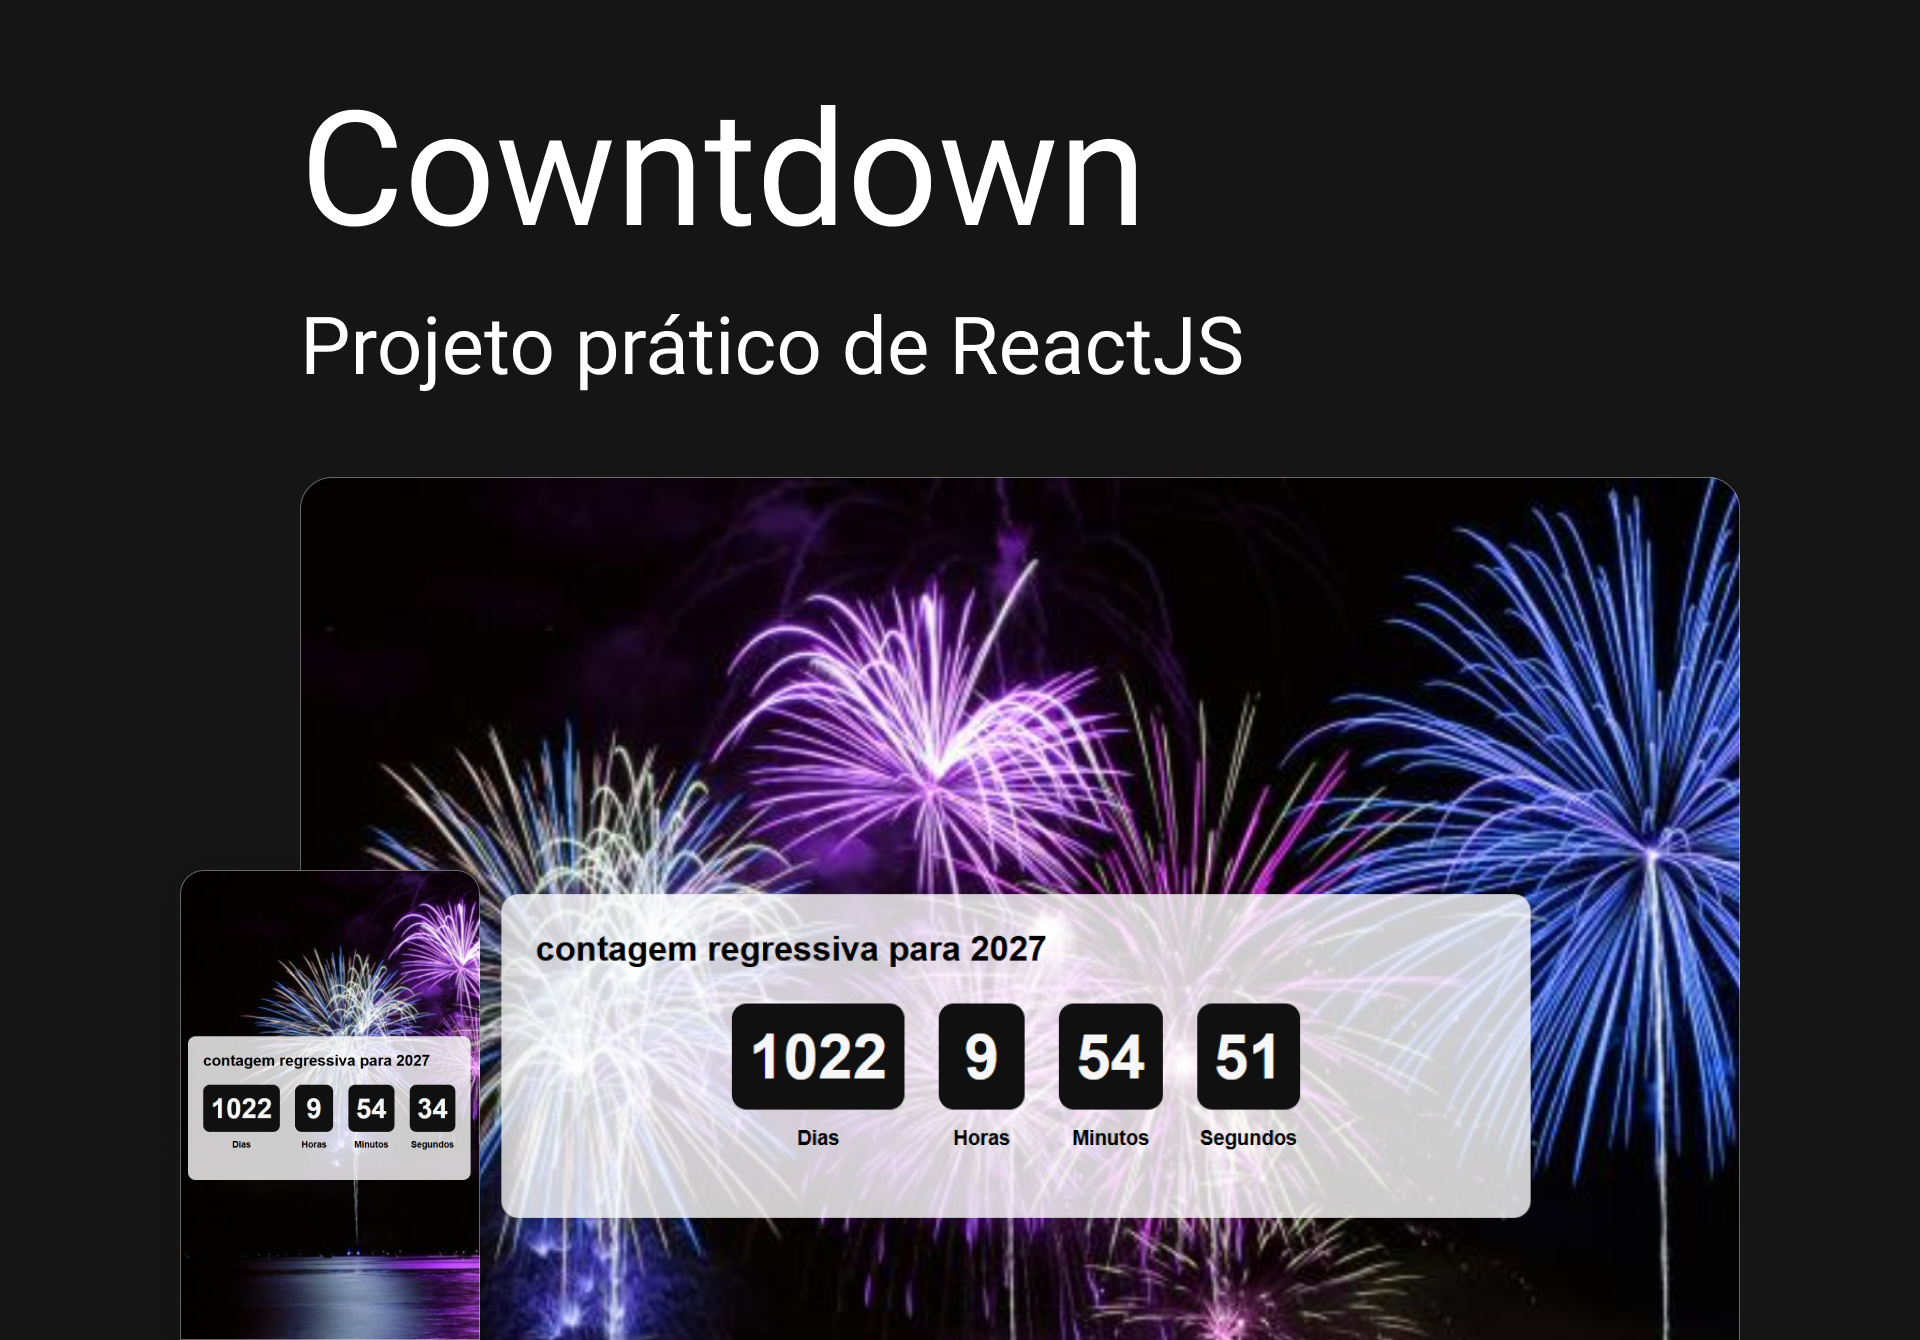 Cowntdown
Projeto prático de ReactJS
contagem regressiva para 2027
1022 9 54 51
Dias Horas Minutos Segundos
contagem regressiva para 2027
1022 9 54 34
Dias Horas Minutos Segundos